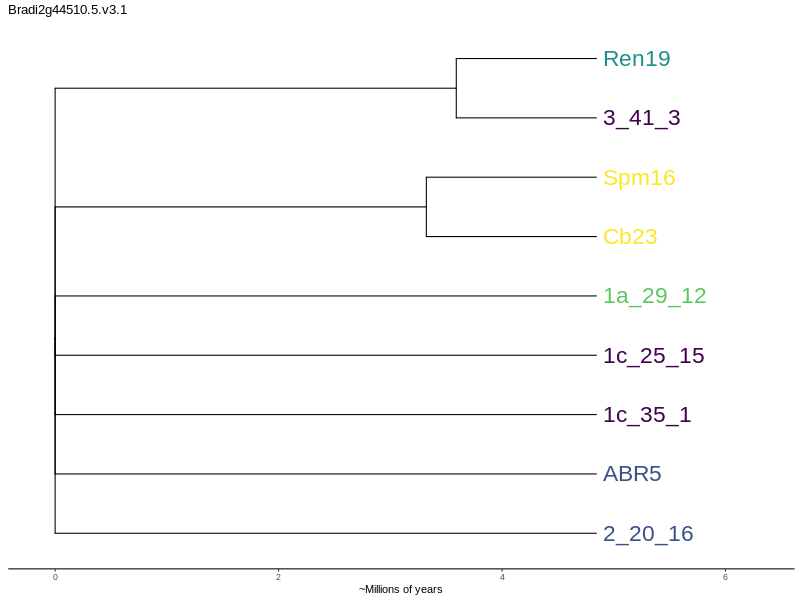 Bradi2g44510.5.v3.1
Ren19
3_41_3
Spm16
Cb23
1a_29_12
1c_25_15
1c_35_1
ABR5
2_20_16
0 2 4 6
~Millions of years